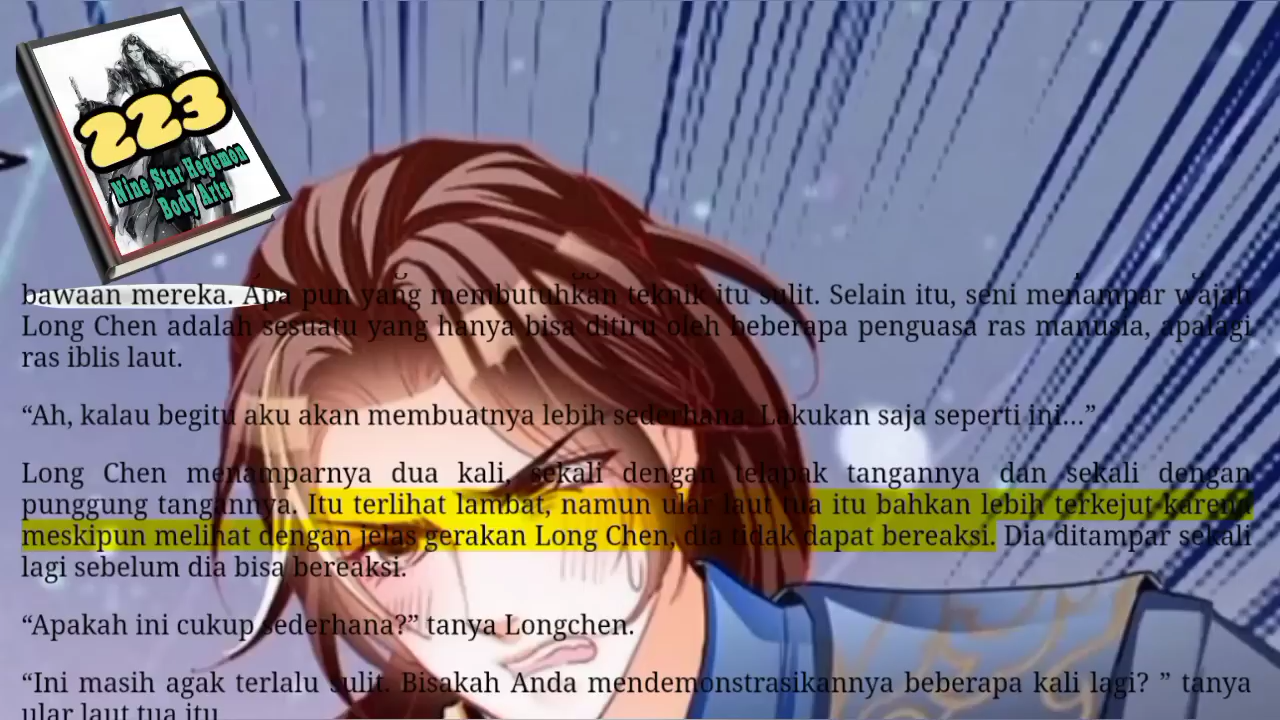 223
Nine Star Hegemon
Body Arts
bawaan mereka. Apa pun yang membutuhkan teknik itu sulit. Selain itu, seni menampar wajah
Long Chen adalah sesuatu yang hanya bisa ditiru oleh beberapa penguasa ras manusia, apalagi
ras iblis laut.
“Ah, kalau begitu aku akan membuatnya lebih sederhana. Lakukan saja seperti ini…”
Long Chen menamparnya dua kali, sekali dengan telapak tangannya dan sekali dengan
punggung tangannya. Itu terlihat lambat, namun ular laut tua itu bahkan lebih terkejut karena
meskipun melihat dengan jelas gerakan Long Chen, dia tidak dapat bereaksi. Dia ditampar sekali
lagi sebelum dia bisa bereaksi.
“Apakah ini cukup sederhana?” tanya Longchen.
“Ini masih agak terlalu sulit. Bisakah Anda mendemonstrasikannya beberapa kali lagi? ” tanya
ular laut tua itu